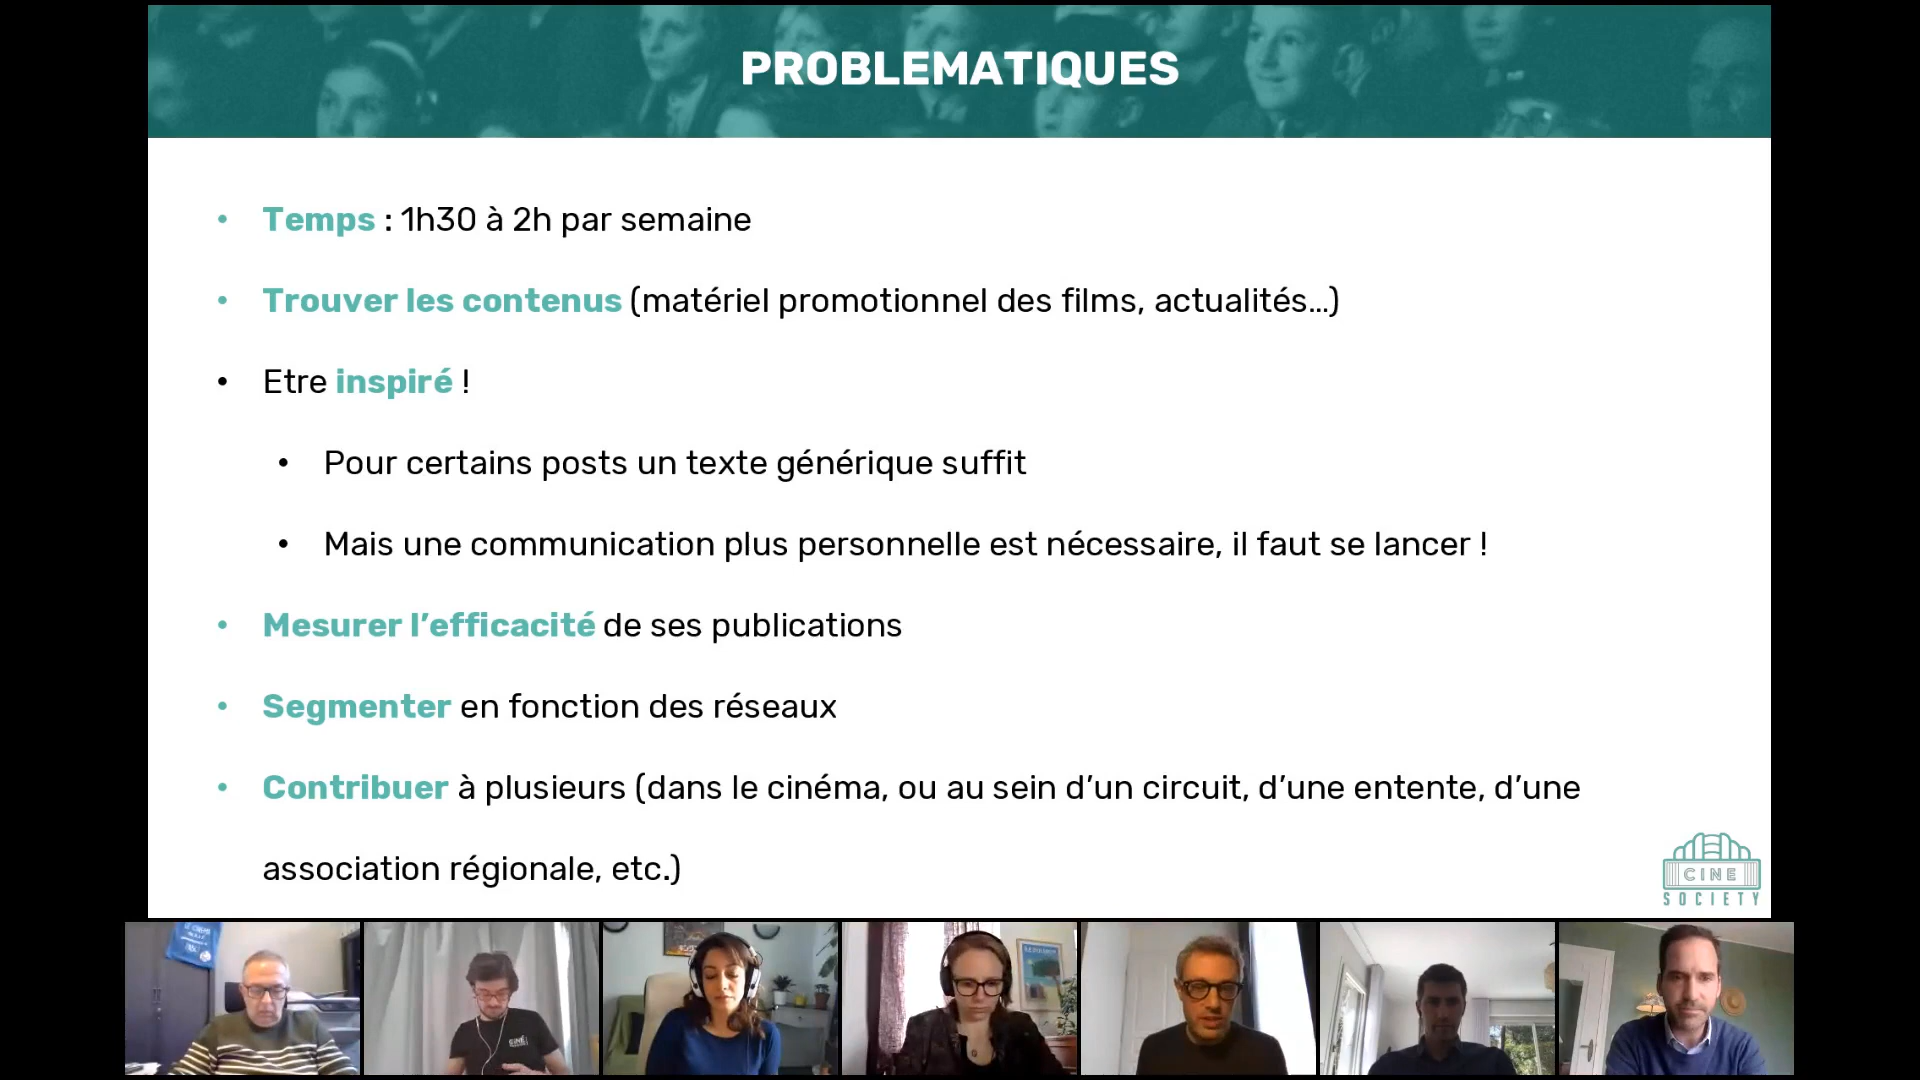 PROBLEMATIQUES
• Temps : 1h30 à 2h par semaine
• Trouver les contenus (matériel promotionnel des films, actualités…)
• Etre inspiré !
• Pour certains posts un texte générique suffit
• Mais une communication plus personnelle est nécessaire, il faut se lancer !
• Mesurer l’efficacité de ses publications
• Segmenter en fonction des réseaux
• Contribuer à plusieurs (dans le cinéma, ou au sein d’un circuit, d’une entente, d’une
association régionale, etc.)
CINE
SOCIETY